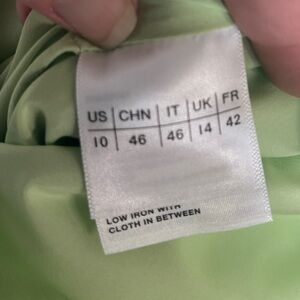 US | CHN | IT | UK | FR
10 | 46 | 46 | 14 | 42
LOW IRON WITH
CLOTH IN BETWEEN